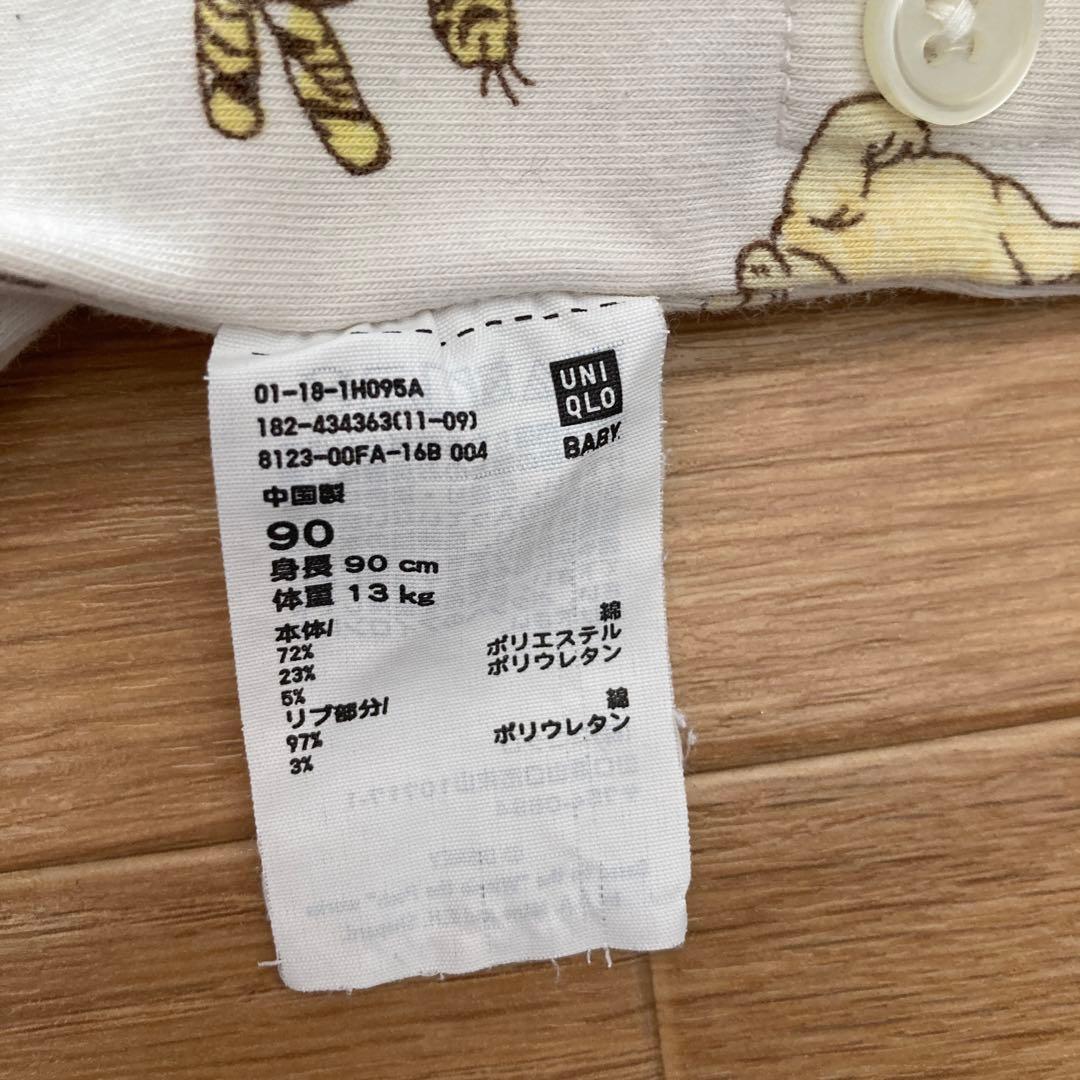 01-18-1H095A
182-434363(11-09)
8123-00FA-16B 004
UNI
QLO
BABY
中国製
90
身長 90 cm
体重 13 kg
本体/
72% 綿
23% ポリエステル
5% ポリウレタン
リブ部分/
97% 綿
3% ポリウレタン